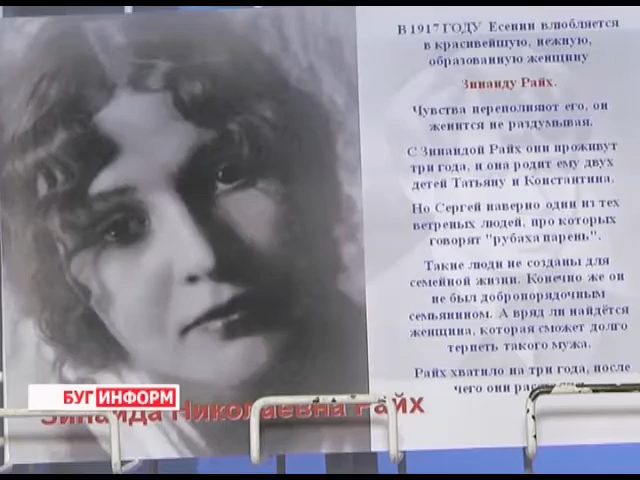 В 1917 ГОДУ Есенин влюбляется
в красивейшую, нежную,
образованную женщину
Зинаиду Райх.
Чувства переполняют его, он
женится не раздумывая.
С Зинаидой Райх они проживут
три года, и она родит ему двух
детей Татьяну и Константина.
Но Сергей наверно один из тех
ветреных людей, про которых
говорят "рубаха парень".
Такие люди не созданы для
семейной жизни. Конечно же он
не был добропорядочным
семьянином. А вряд ли найдётся
женщина, которая сможет долго
терпеть такого мужа.
Райх хватило на три года, после
чего они
БУГ ИНФОРМ
Зинаида Николаевна Райх